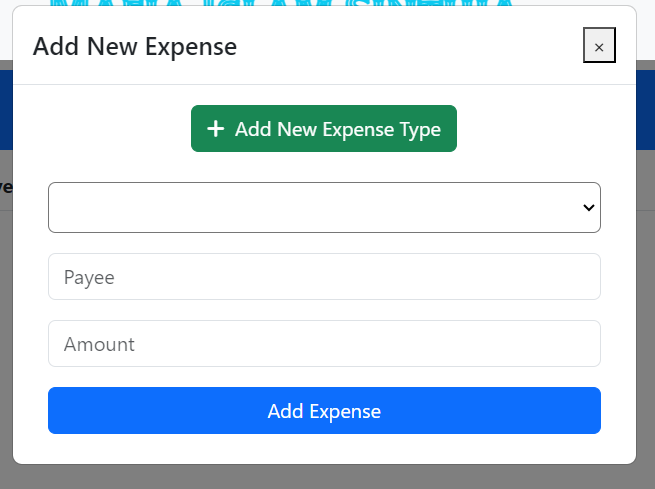 Add New Expense
×
+ Add New Expense Type
Payee
Amount
Add Expense